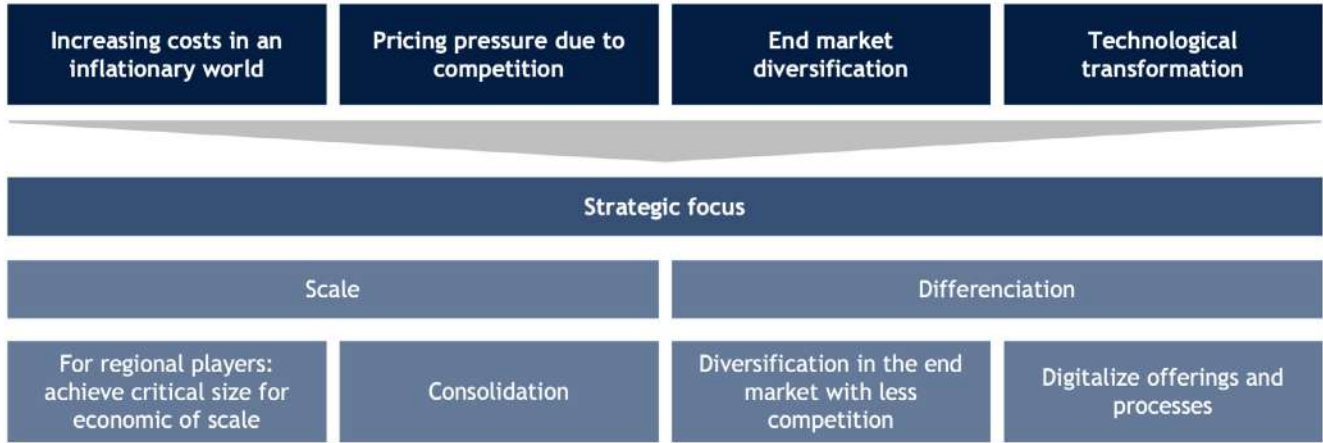 Increasing costs in an
inflationary world
Pricing pressure due to
competition
End market
diversification
Technological
transformation
Strategic focus
Scale
Differenciation
For regional players:
achieve critical size for
economic of scale
Consolidation
Diversification in the end
market with less
competition
Digitalize offerings and
processes